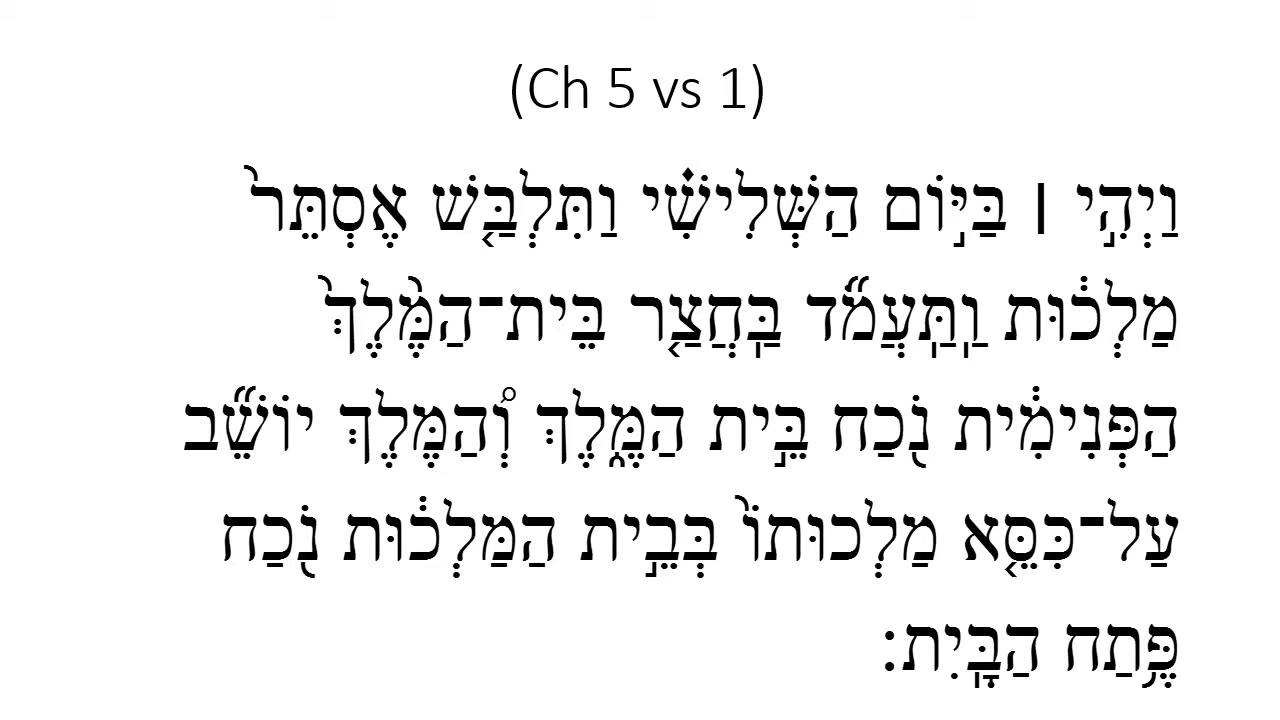 (Ch 5 vs 1)
וַיְהִ֣י ׀ בַּיּ֣וֹם הַשְּׁלִישִׁ֗י וַתִּלְבַּ֤שׁ אֶסְתֵּר֙
מַלְכ֔וּת וַֽתַּֽעֲמֹ֞ד בַּֽחֲצַ֤ר בֵּית־הַמֶּ֙לֶךְ֙
הַפְּנִימִ֔ית נֹ֖כַח בֵּ֣ית הַמֶּ֑לֶךְ וְ֠הַמֶּלֶךְ יוֹשֵׁ֞ב
עַל־כִּסֵּ֤א מַלְכוּתוֹ֙ בְּבֵ֣ית הַמַּלְכ֔וּת נֹ֖כַח
פֶּ֥תַח הַבָּֽיִת׃